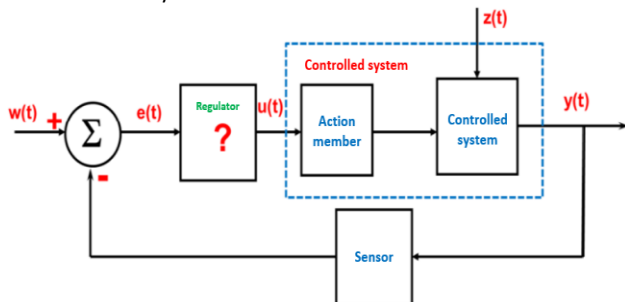 z(t)
Controlled system
w(t)
+
Σ
e(t)
Regulator
?
u(t)
Action
member
Controlled
system
y(t)
-
Sensor